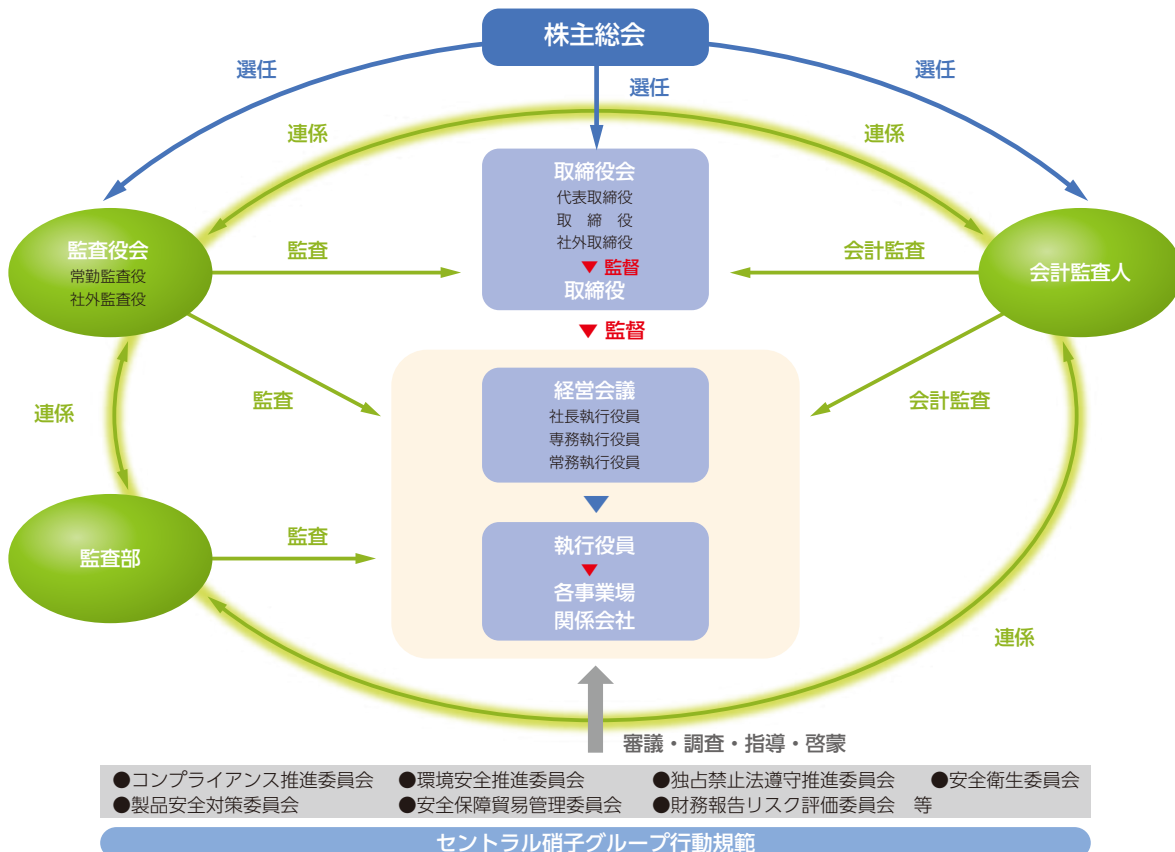 株主総会
選任
選任
選任
連係
連係
取締役会
代表取締役
取　締　役
社外取締役
▼ 監督
取締役
▼ 監督
監査役会
常勤監査役
社外監査役
監査
会計監査
会計監査人
監査
会計監査
連係
経営会議
社長執行役員
専務執行役員
常務執行役員
監査部
監査
執行役員
各事業場
関係会社
連係
審議・調査・指導・啓蒙
●コンプライアンス推進委員会 ●環境安全推進委員会 ●独占禁止法遵守推進委員会 ●安全衛生委員会
●製品安全対策委員会 ●安全保障貿易管理委員会 ●財務報告リスク評価委員会 等
セントラル硝子グループ行動規範